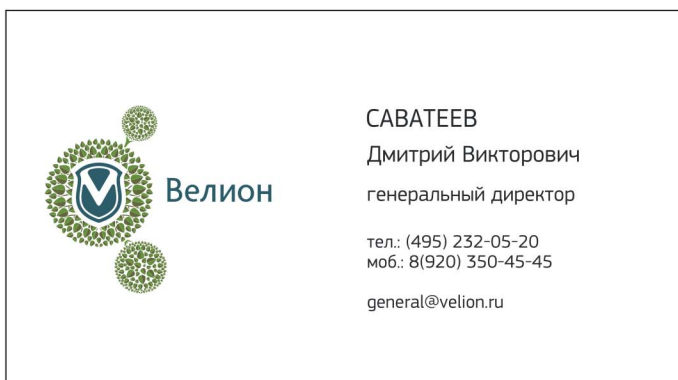 Велион
САВАТЕЕВ
Дмитрий Викторович
генеральный директор
тел.: (495) 232-05-20
моб.: 8(920) 350-45-45
general@velion.ru